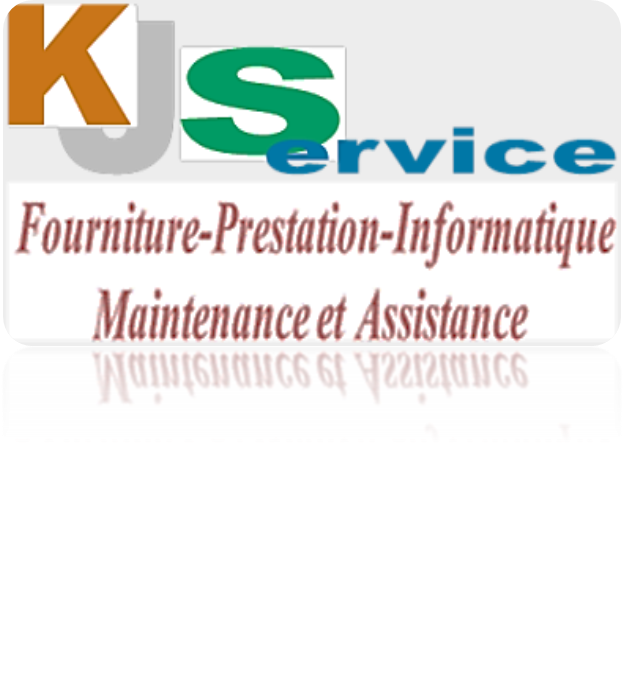 KJService
Fourniture-Prestation-Informatique
Maintenance et Assistance